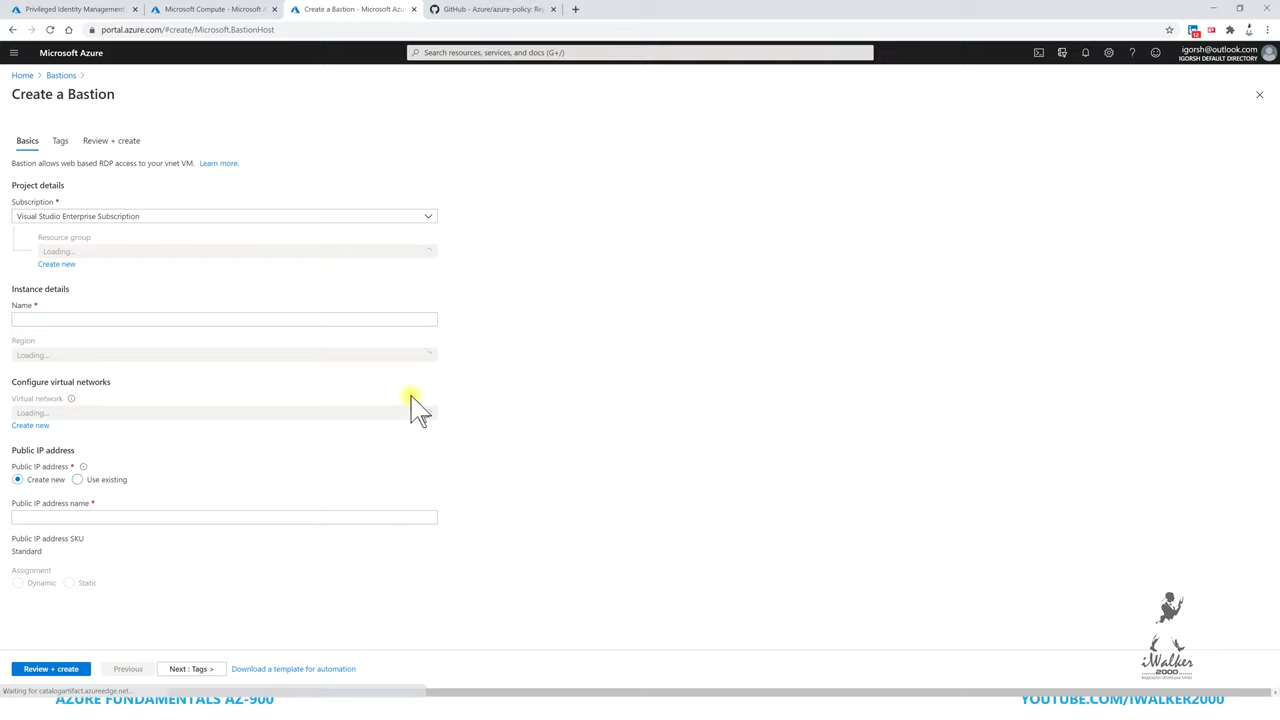 Privileged Identity Management
Microsoft Compute - Microsoft A
Create a Bastion - Microsoft Azu
GitHub - Azure/azure-policy: Re
portal.azure.com/#create/Microsoft.BastionHost
12
Microsoft Azure
Search resources, services, and docs (G+/)
igorsh@outlook.com
IGORSH DEFAULT DIRECTORY
Home > Bastions >
Create a Bastion
Basics Tags Review + create
Bastion allows web based RDP access to your vnet VM. Learn more.
Project details
Subscription *
Visual Studio Enterprise Subscription
Resource group
Loading...
Create new
Instance details
Name *
Region
Loading...
Configure virtual networks
Virtual network
Loading...
Create new
Public IP address
Public IP address *
Create new Use existing
Public IP address name *
Public IP address SKU
Standard
Assignment
Dynamic Static
Review + create Previous Next : Tags > Download a template for automation
Waiting for catalogartifact.azureedge.net...
iWalker
2000
AZURE FUNDAMENTALS AZ-900
YOUTUBE.COM/IWALKER2000